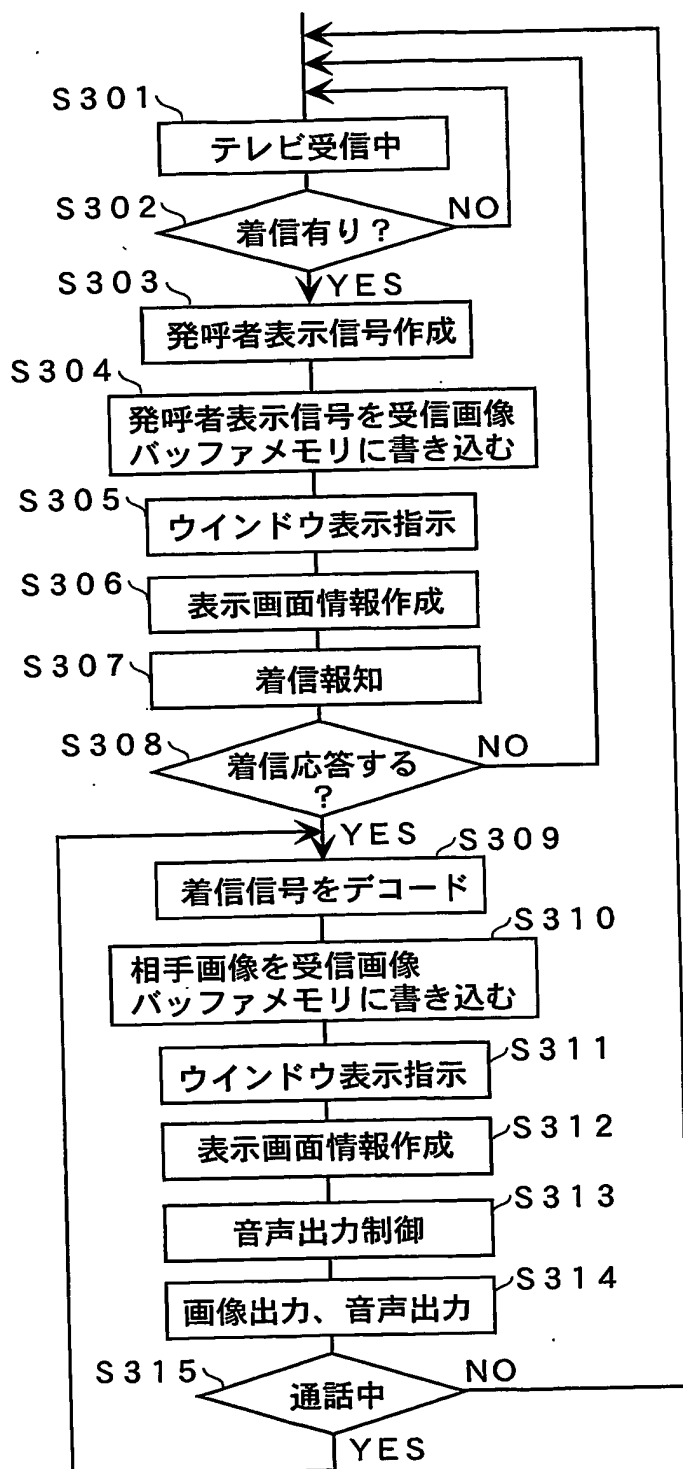 S301
テレビ受信中
S302
着信有り？
NO
YES
S303
発呼者表示信号作成
S304
発呼者表示信号を受信画像
バッファメモリに書き込む
S305
ウインドウ表示指示
S306
表示画面情報作成
S307
着信報知
S308
着信応答する
？
NO
YES
S309
着信信号をデコード
S310
相手画像を受信画像
バッファメモリに書き込む
S311
ウインドウ表示指示
S312
表示画面情報作成
S313
音声出力制御
S314
画像出力、音声出力
S315
通話中
NO
YES